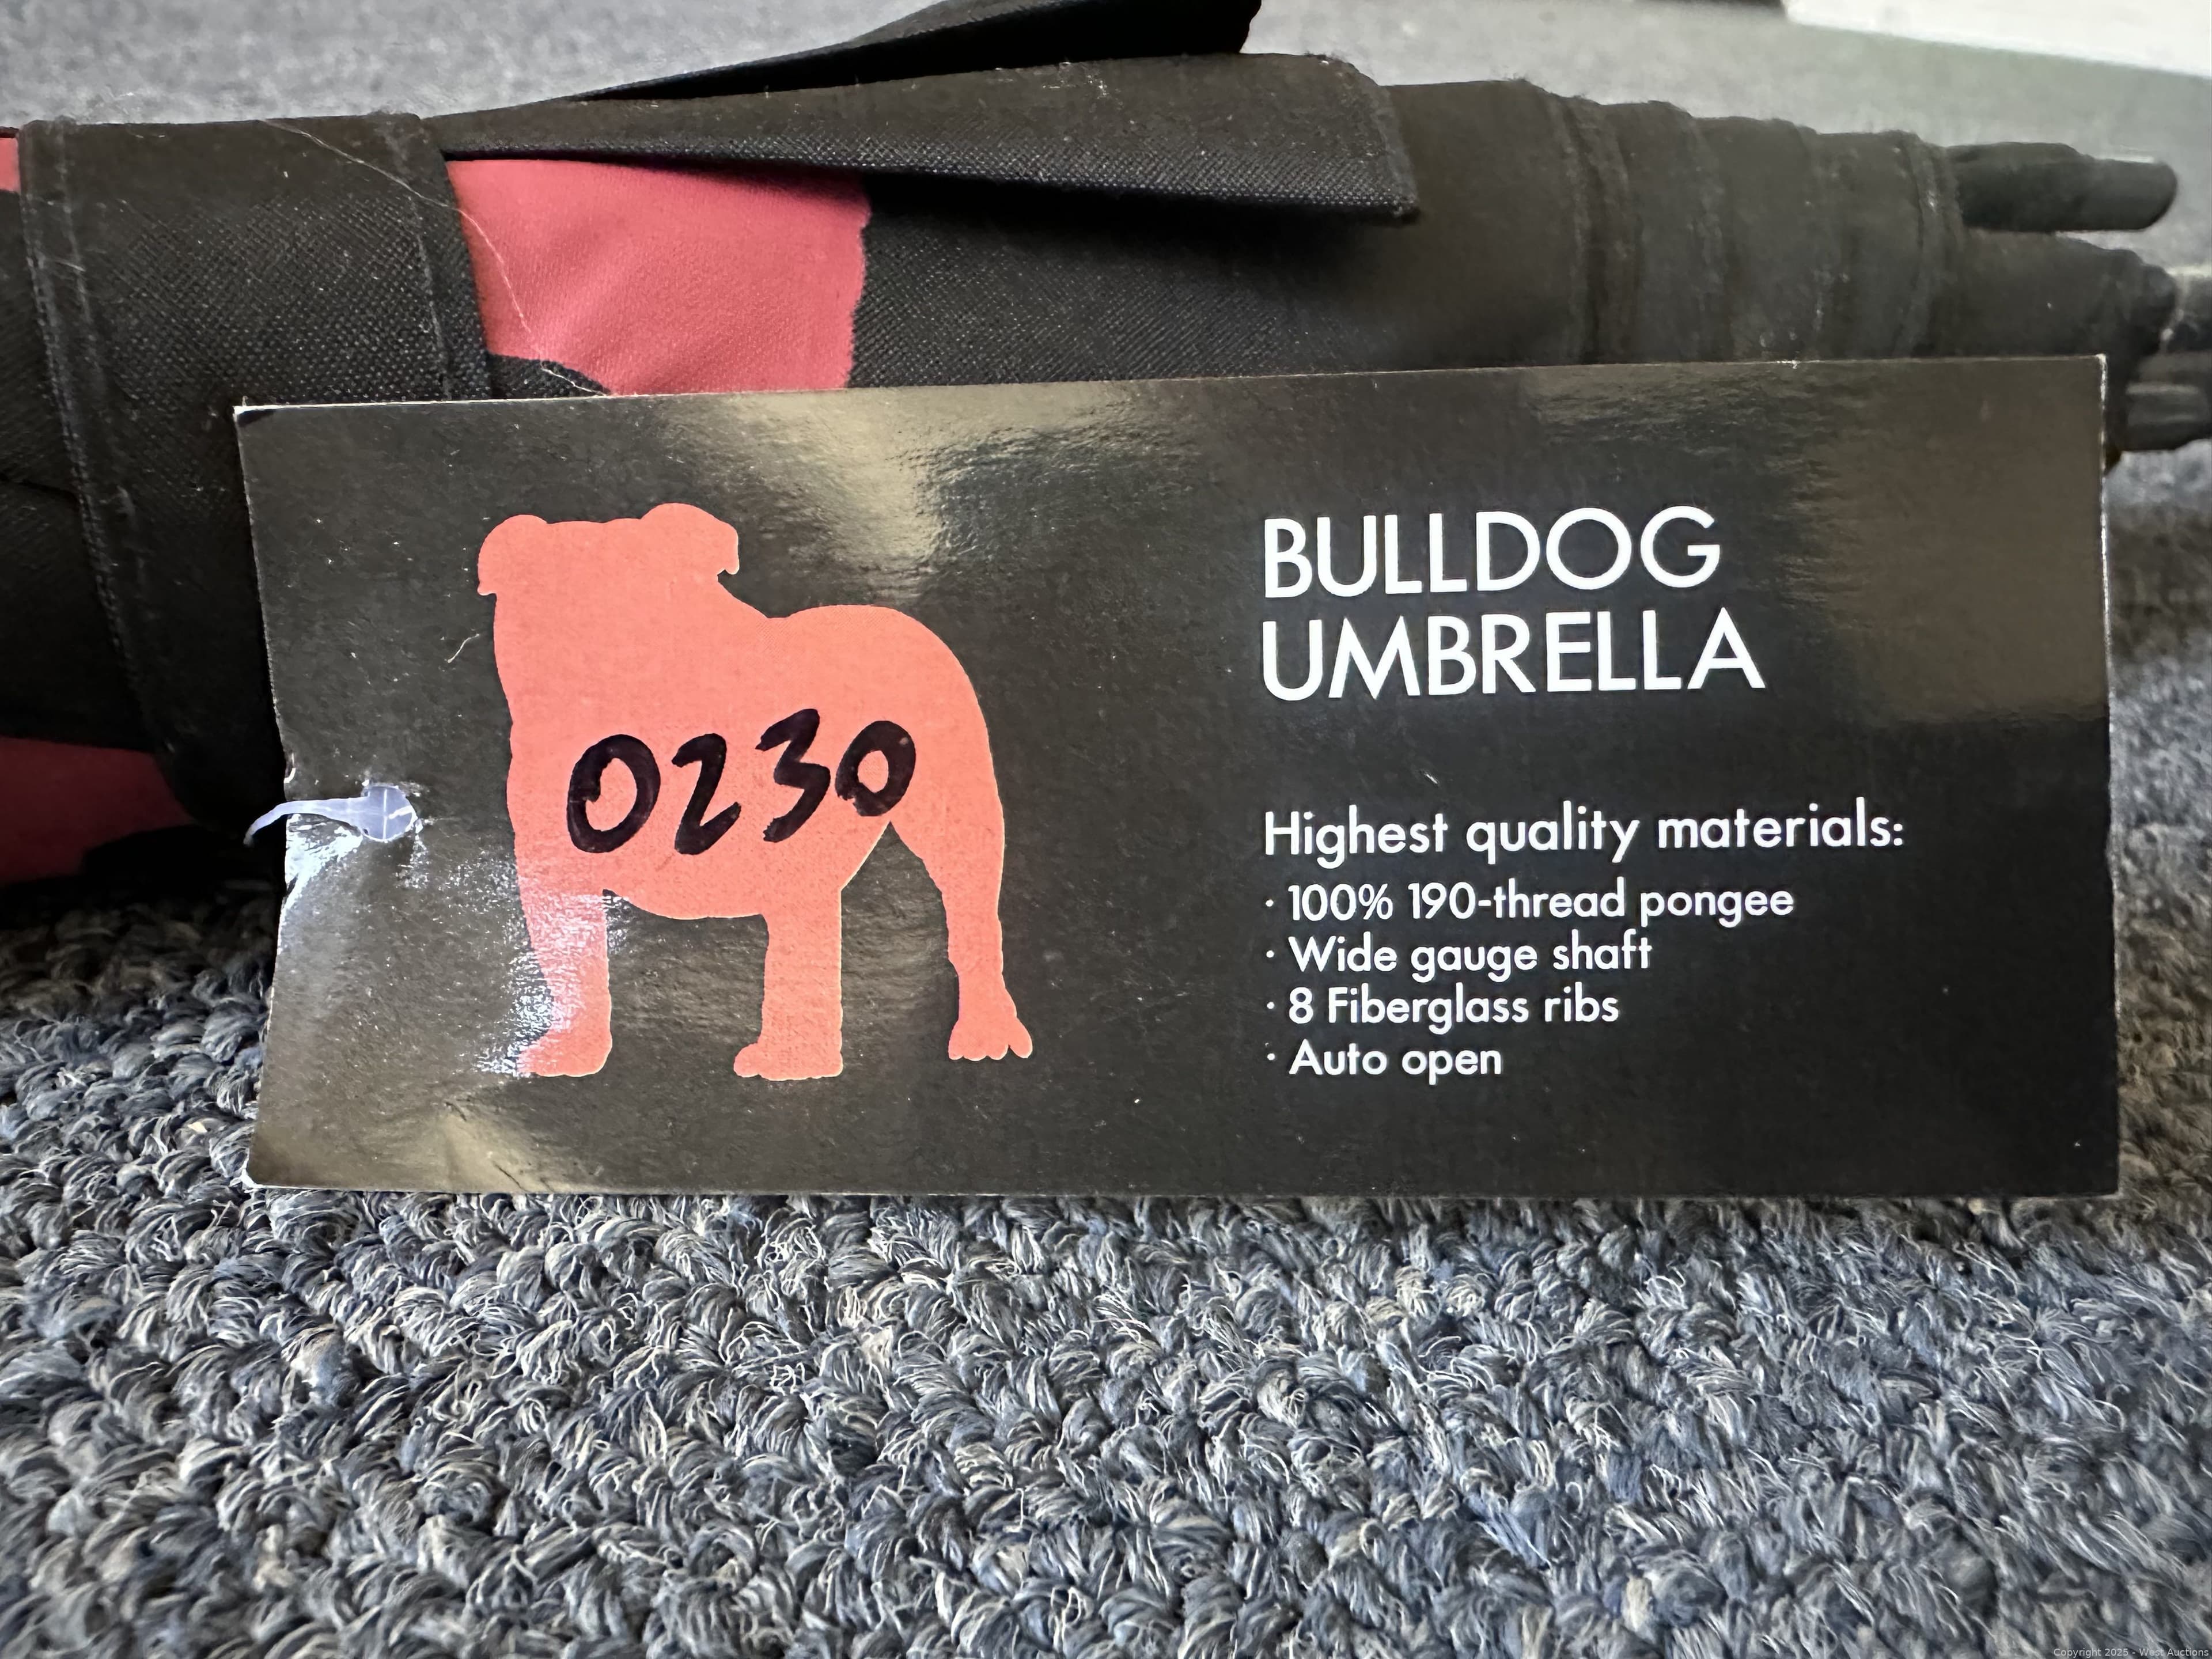 BULLDOG
UMBRELLA
0230
Highest quality materials:
· 100% 190-thread pongee
· Wide gauge shaft
· 8 Fiberglass ribs
· Auto open
Copyright 2025 - West Auctions